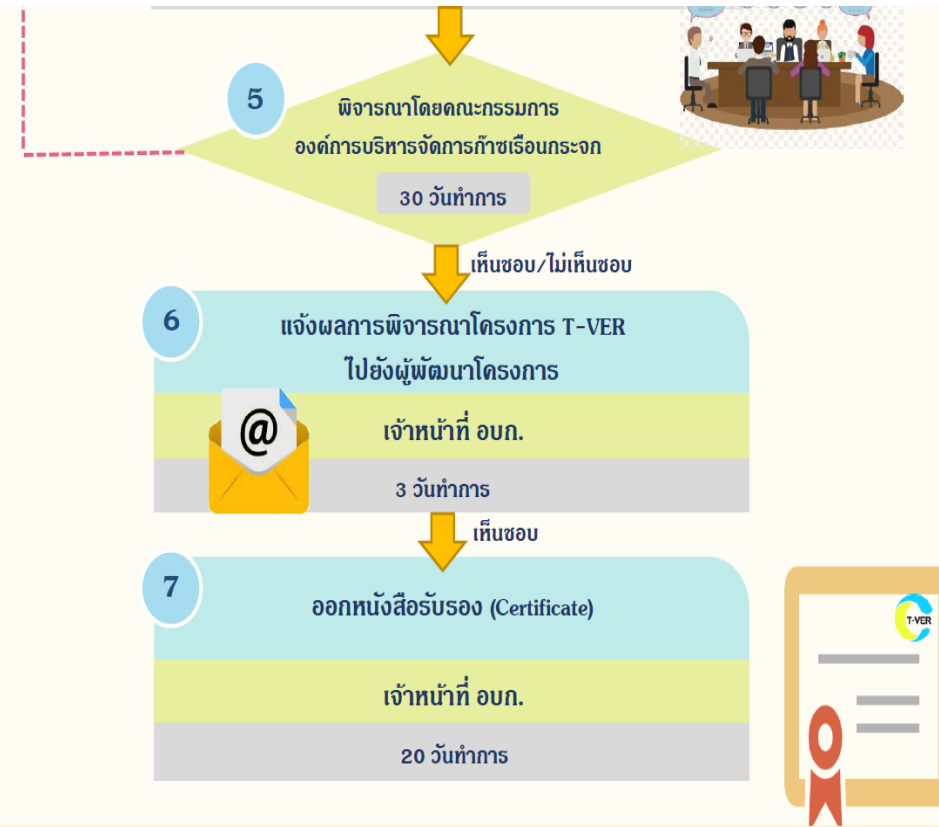 5
พิจารณาโดยคณะกรรมการ
องค์การบริหารจัดการก๊าซเรือนกระจก
30 วันทำการ
เห็นชอบ/ไม่เห็นชอบ
6
แจ้งผลการพิจารณาโครงการ T-VER
ไปยังผู้พัฒนาโครงการ
@
เจ้าหน้าที่ อบก.
3 วันทำการ
เห็นชอบ
7
ออกหนังสือรับรอง (Certificate)
T-VER
เจ้าหน้าที่ อบก.
20 วันทำการ